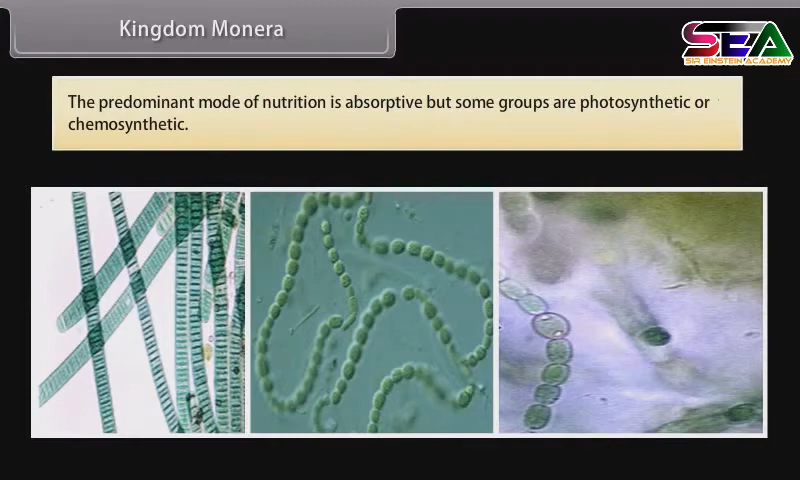 Kingdom Monera
SEA
SIR EINSTEIN ACADEMY
The predominant mode of nutrition is absorptive but some groups are photosynthetic or
chemosynthetic.